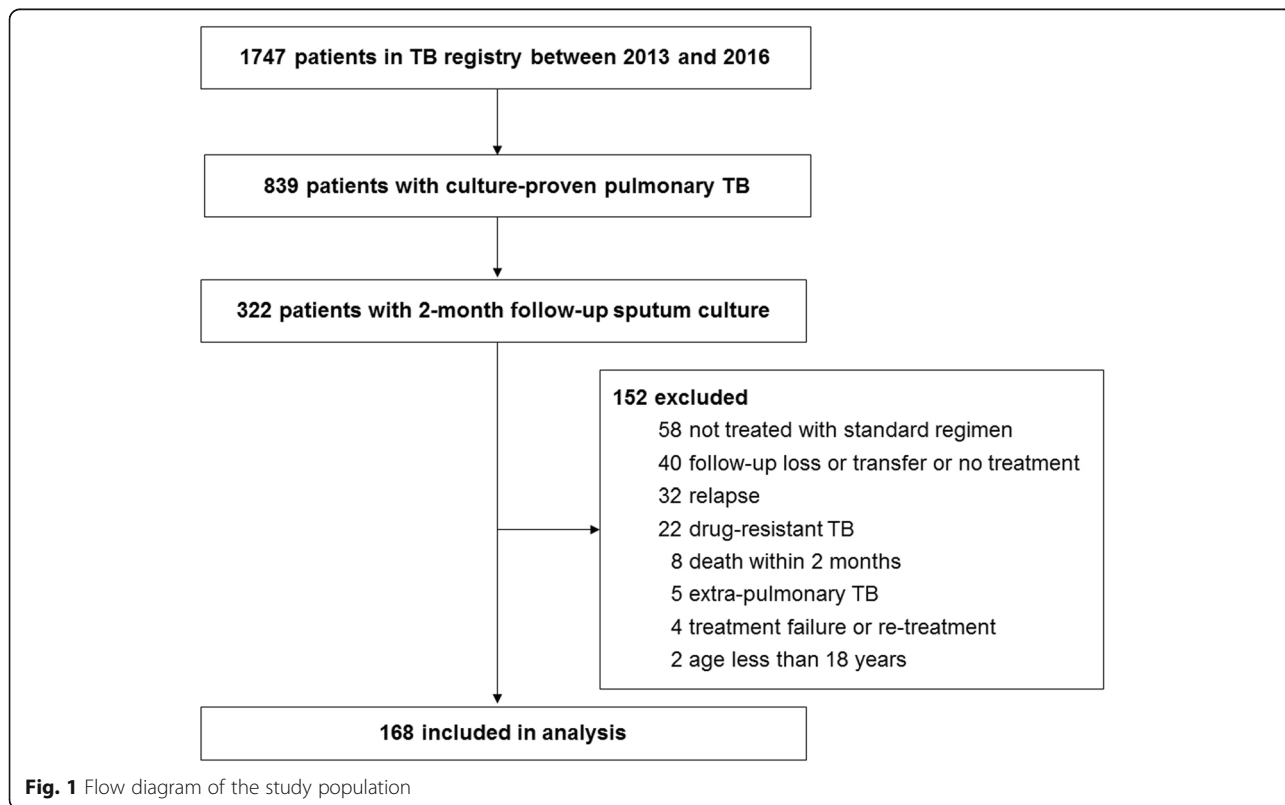 1747 patients in TB registry between 2013 and 2016
839 patients with culture-proven pulmonary TB
322 patients with 2-month follow-up sputum culture
152 excluded
58 not treated with standard regimen
40 follow-up loss or transfer or no treatment
32 relapse
22 drug-resistant TB
8 death within 2 months
5 extra-pulmonary TB
4 treatment failure or re-treatment
2 age less than 18 years
168 included in analysis
Fig. 1 Flow diagram of the study population